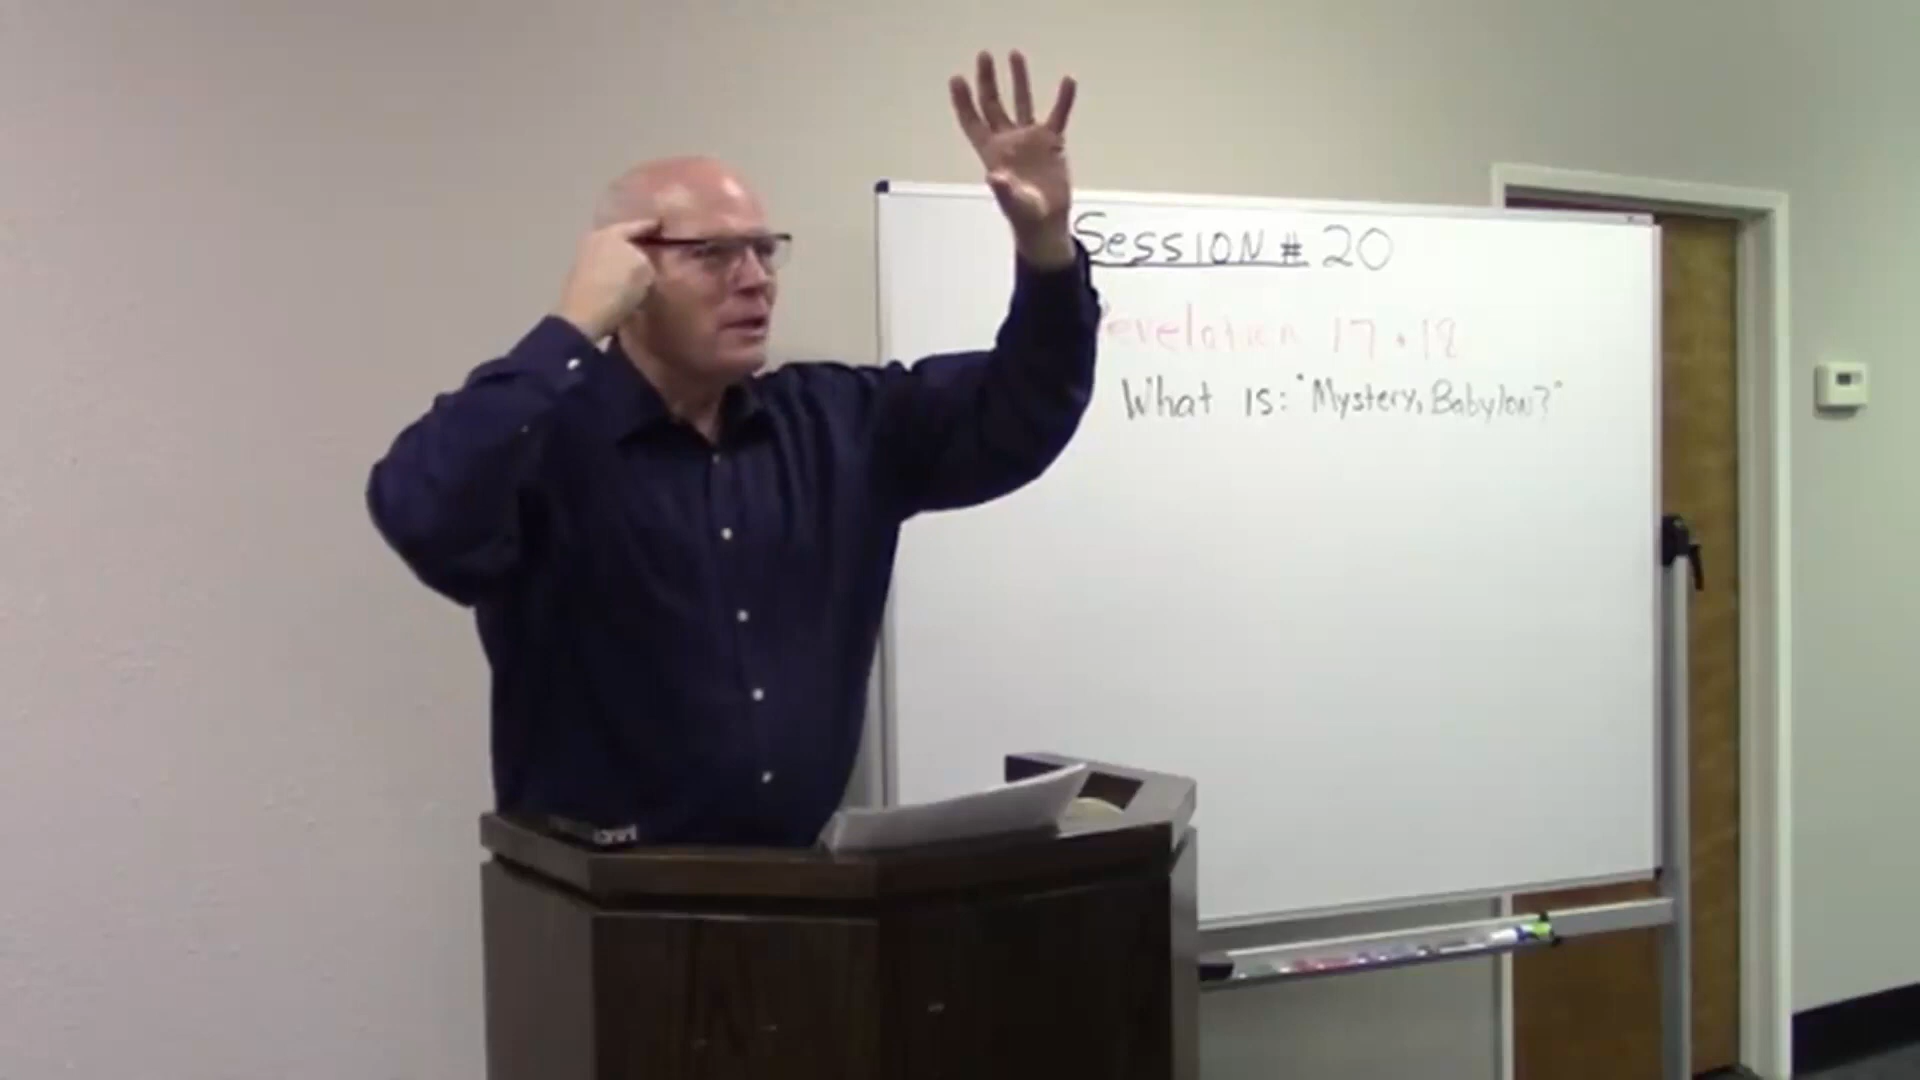 Session # 20
Revelation 17 • 18
What is: "Mystery, Babylon?"